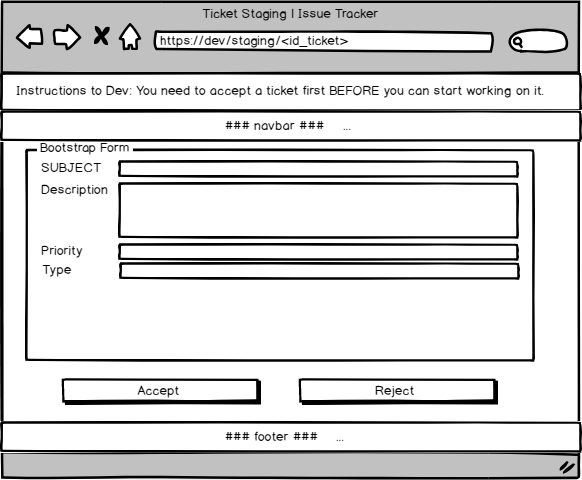 Ticket Staging | Issue Tracker
https://dev/staging/<id_ticket>
Instructions to Dev: You need to accept a ticket first BEFORE you can start working on it.
### navbar ### ...
Bootstrap Form
SUBJECT
Description
Priority
Type
Accept Reject
### footer ### ...